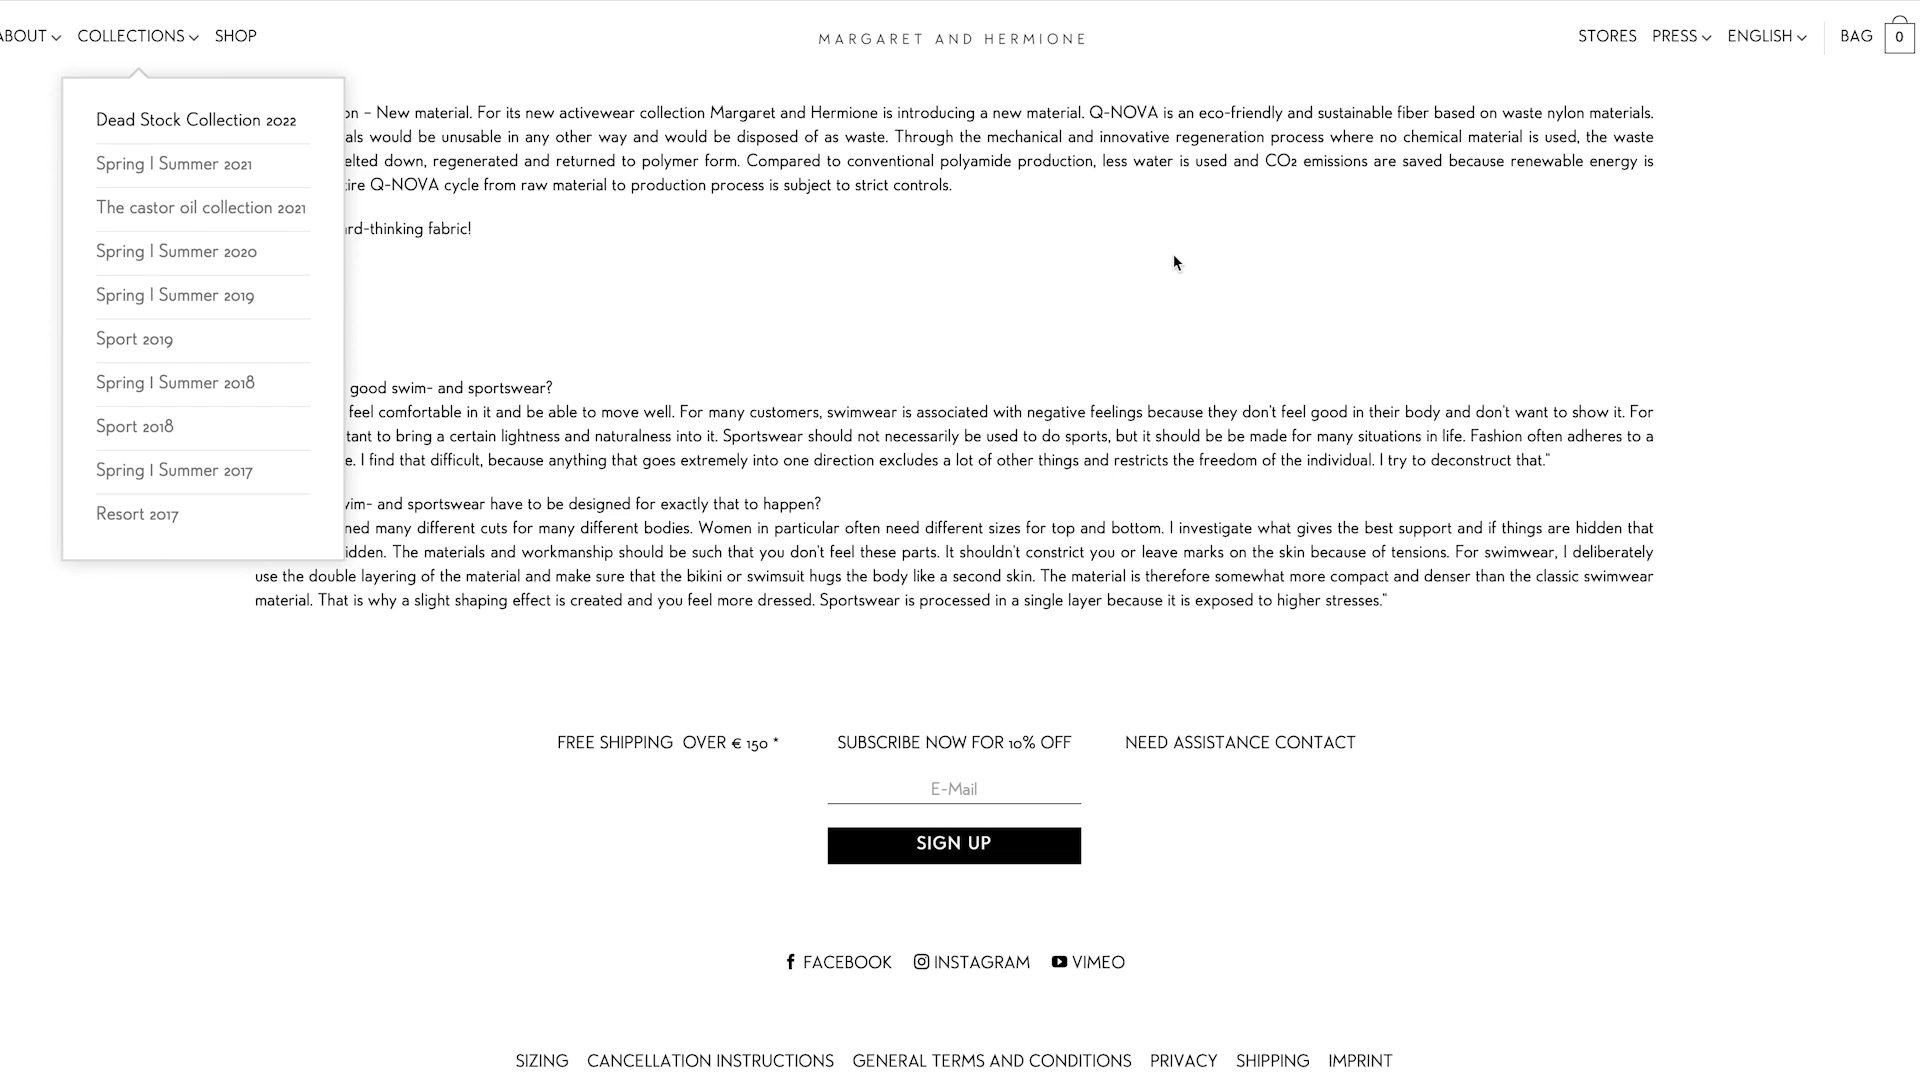 ABOUT COLLECTIONS SHOP
MARGARET AND HERMIONE
STORES PRESS ENGLISH BAG 0
Dead Stock Collection 2022
Spring | Summer 2021
The castor oil collection 2021
Spring | Summer 2020
Spring | Summer 2019
Sport 2019
Spring | Summer 2018
Sport 2018
Spring | Summer 2017
Resort 2017
– New material. For its new activewear collection Margaret and Hermione is introducing a new material. Q-NOVA is an eco-friendly and sustainable fiber based on waste nylon materials.
would be unusable in any other way and would be disposed of as waste. Through the mechanical and innovative regeneration process where no chemical material is used, the waste
down, regenerated and returned to polymer form. Compared to conventional polyamide production, less water is used and CO2 emissions are saved because renewable energy is
Q-NOVA cycle from raw material to production process is subject to strict controls.
rd-thinking fabric!
good swim- and sportswear?
feel comfortable in it and be able to move well. For many customers, swimwear is associated with negative feelings because they don't feel good in their body and don't want to show it. For
tant to bring a certain lightness and naturalness into it. Sportswear should not necessarily be used to do sports, but it should be be made for many situations in life. Fashion often adheres to a
e. I find that difficult, because anything that goes extremely into one direction excludes a lot of other things and restricts the freedom of the individual. I try to deconstruct that."
vim- and sportswear have to be designed for exactly that to happen?
ned many different cuts for many different bodies. Women in particular often need different sizes for top and bottom. I investigate what gives the best support and if things are hidden that
idden. The materials and workmanship should be such that you don't feel these parts. It shouldn't constrict you or leave marks on the skin because of tensions. For swimwear, I deliberately
use the double layering of the material and make sure that the bikini or swimsuit hugs the body like a second skin. The material is therefore somewhat more compact and denser than the classic swimwear
material. That is why a slight shaping effect is created and you feel more dressed. Sportswear is processed in a single layer because it is exposed to higher stresses."
FREE SHIPPING OVER € 150 *
SUBSCRIBE NOW FOR 10% OFF
NEED ASSISTANCE CONTACT
E-Mail
SIGN UP
FACEBOOK INSTAGRAM VIMEO
SIZING CANCELLATION INSTRUCTIONS GENERAL TERMS AND CONDITIONS PRIVACY SHIPPING IMPRINT